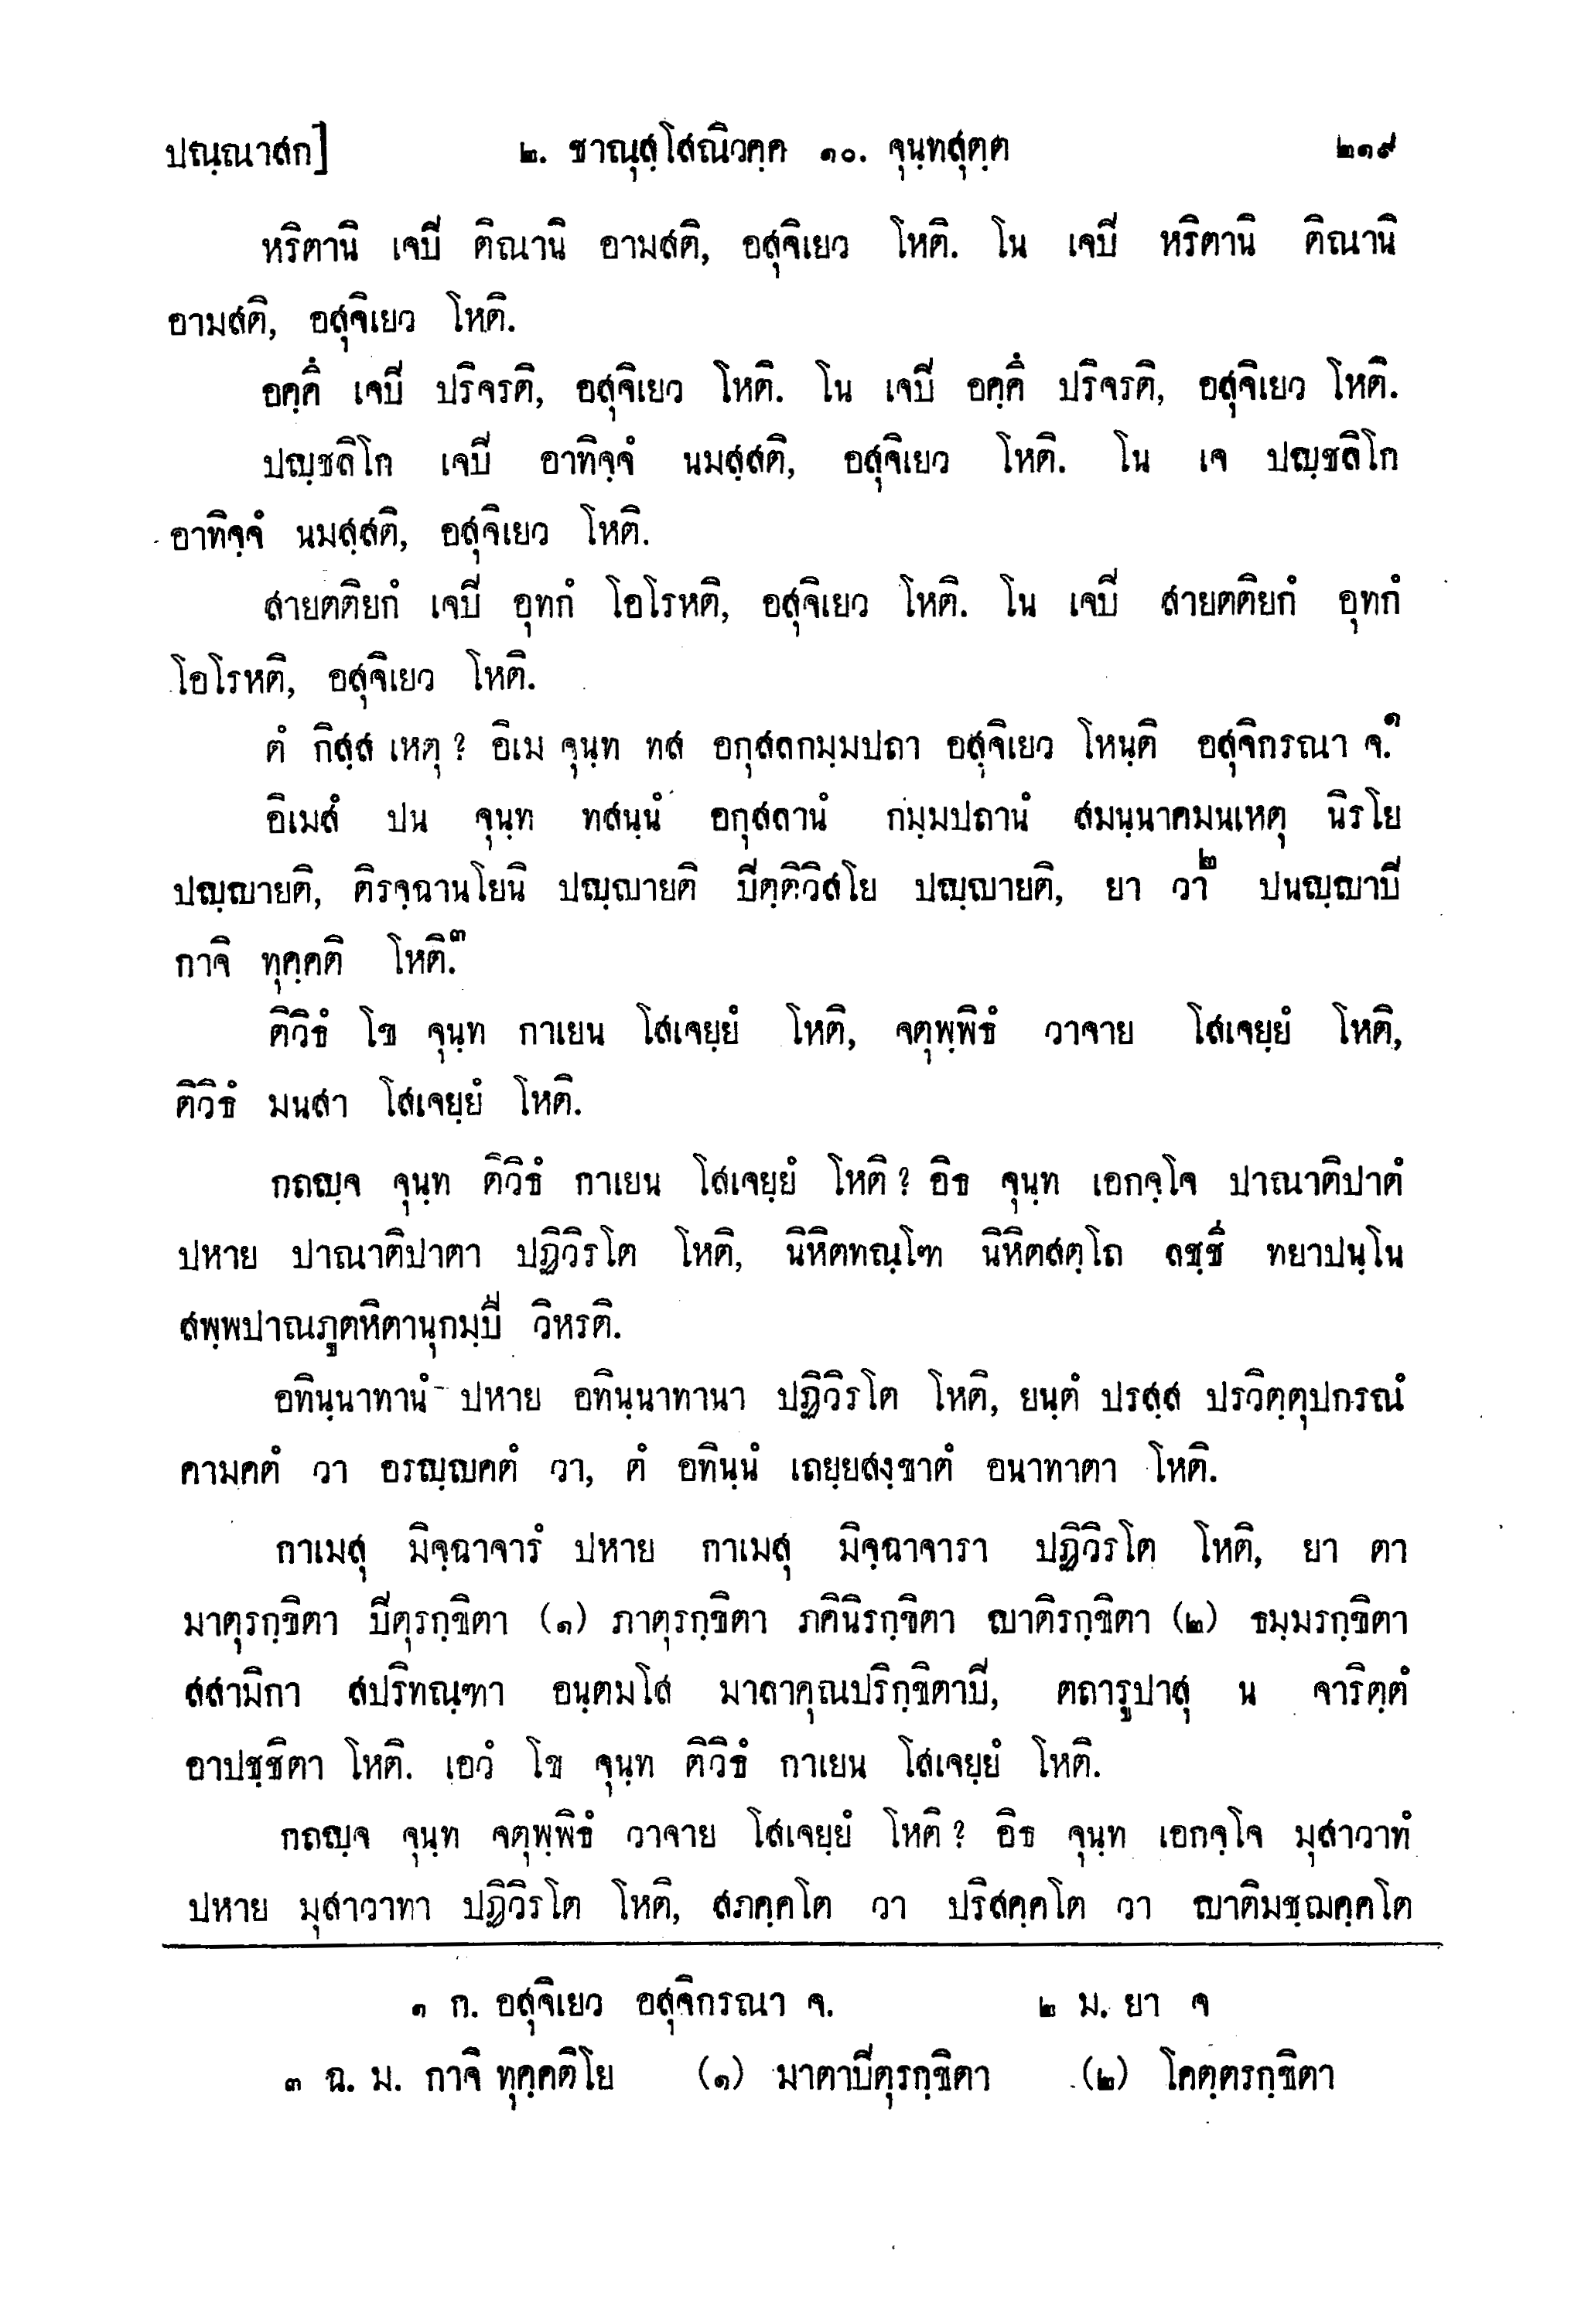 ปณฺณาสก] ๒. ชาณุสฺโสณิวคฺค ๑๐. จุนฺทสุตฺต ๒๑๙
หริตานิ เจปิ ติณานิ อามสติ, อสุจิเยว โหติ. โน เจปิ หริตานิ ติณานิ
อามสติ, อสุจิเยว โหติ.
อคฺคึ เจปิ ปริจรติ, อสุจิเยว โหติ. โน เจปิ อคฺคึ ปริจรติ, อสุจิเยว โหติ.
ปญฺชลิโก เจปิ อาทิจฺจํ นมสฺสติ, อสุจิเยว โหติ. โน เจ ปญฺชลิโก
อาทิจฺจํ นมสฺสติ, อสุจิเยว โหติ.
สายตติยกํ เจปิ อุทกํ โอโรหติ, อสุจิเยว โหติ. โน เจปิ สายตติยกํ อุทกํ
โอโรหติ, อสุจิเยว โหติ.
ตํ กิสฺส เหตุ? อิเม จุนฺท ทส อกุสลกมฺมปถา อสุจิเยว โหนฺติ อสุจิกรณา จ.๑
อิเมสํ ปน จุนฺท ทสนฺนํ อกุสลานํ กมฺมปถานํ สมนฺนาคมนเหตุ นิรโย
ปญฺญายติ, ติรจฺฉานโยนิ ปญฺญายติ ปิตฺติวิสโย ปญฺญายติ, ยา วา๒ ปนญฺญาปิ
กาจิ ทุคฺคติ โหติ.๓
ติวิธํ โข จุนฺท กาเยน โสเจยฺยํ โหติ, จตุพฺพิธํ วาจาย โสเจยฺยํ โหติ,
ติวิธํ มนสา โสเจยฺยํ โหติ.
กถญฺจ จุนฺท ติวิธํ กาเยน โสเจยฺยํ โหติ? อิธ จุนฺท เอกจฺโจ ปาณาติปาตํ
ปหาย ปาณาติปาตา ปฏิวิรโต โหติ, นิหิตทณฺโฑ นิหิตสตฺโถ ลชฺชี ทยาปนฺโน
สพฺพปาณภูตหิตานุกมฺปี วิหรติ.
อทินฺนาทานํ ปหาย อทินฺนาทานา ปฏิวิรโต โหติ, ยนฺตํ ปรสฺส ปรวิตฺตุปกรณํ
คามคตํ วา อรญฺญคตํ วา, ตํ อทินฺนํ เถยฺยสงฺขาตํ อนาทาตา โหติ.
กาเมสุ มิจฺฉาจารํ ปหาย กาเมสุ มิจฺฉาจารา ปฏิวิรโต โหติ, ยา ตา
มาตุรกฺขิตา ปิตุรกฺขิตา (๑) ภาตุรกฺขิตา ภคินิรกฺขิตา ญาติรกฺขิตา (๒) ธมฺมรกฺขิตา
สสามิกา สปริทณฺฑา อนฺตมโส มาลาคุณปริกฺขิตาปิ, ตถารูปาสุ น จาริตฺตํ
อาปชฺชิตา โหติ. เอวํ โข จุนฺท ติวิธํ กาเยน โสเจยฺยํ โหติ.
กถญฺจ จุนฺท จตุพฺพิธํ วาจาย โสเจยฺยํ โหติ? อิธ จุนฺท เอกจฺโจ มุสาวาทํ
ปหาย มุสาวาทา ปฏิวิรโต โหติ, สภคฺคโต วา ปริสคฺคโต วา ญาติมชฺฌคฺคโต
๑ ก. อสุจิเยว อสุจิกรณา จ. ๒ ม. ยา จ
๓ ฉ. ม. กาจิ ทุคฺคติโย (๑) มาตาปิตุรกฺขิตา (๒) โคตฺตรกฺขิตา